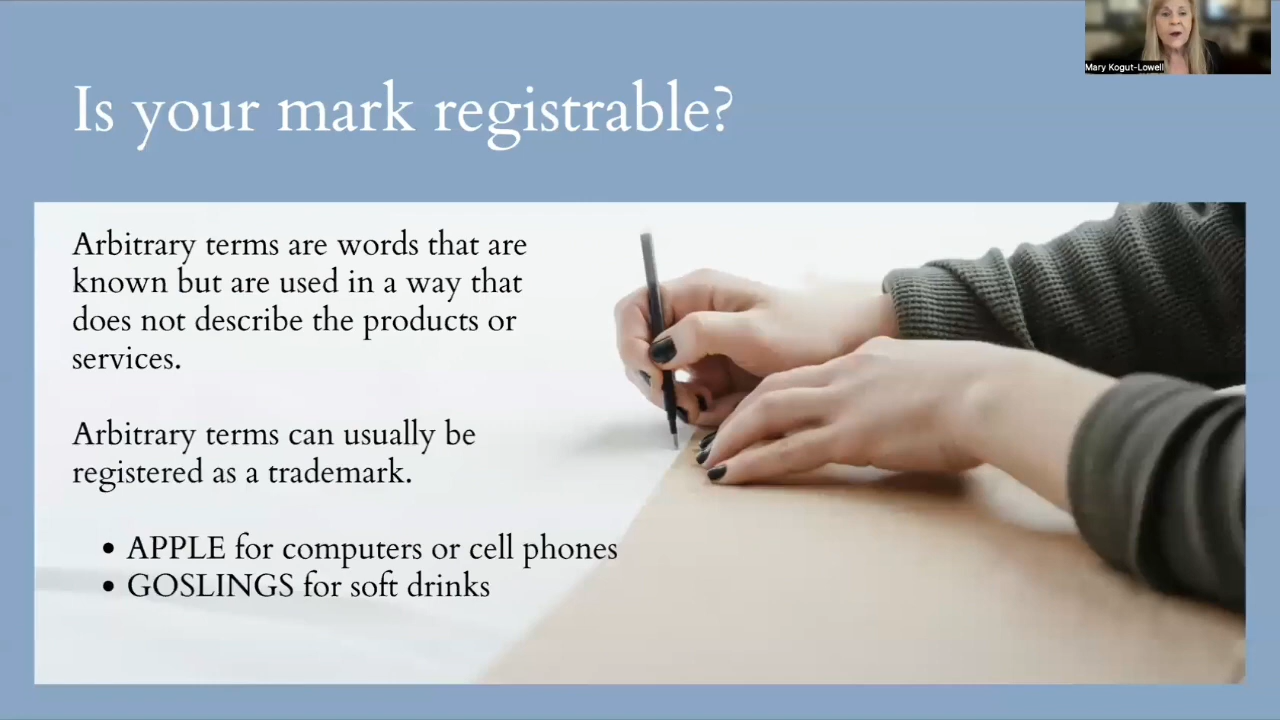 Mary Kogut-Lowell
Is your mark registrable?
Arbitrary terms are words that are
known but are used in a way that
does not describe the products or
services.
Arbitrary terms can usually be
registered as a trademark.
• APPLE for computers or cell phones
• GOSLINGS for soft drinks